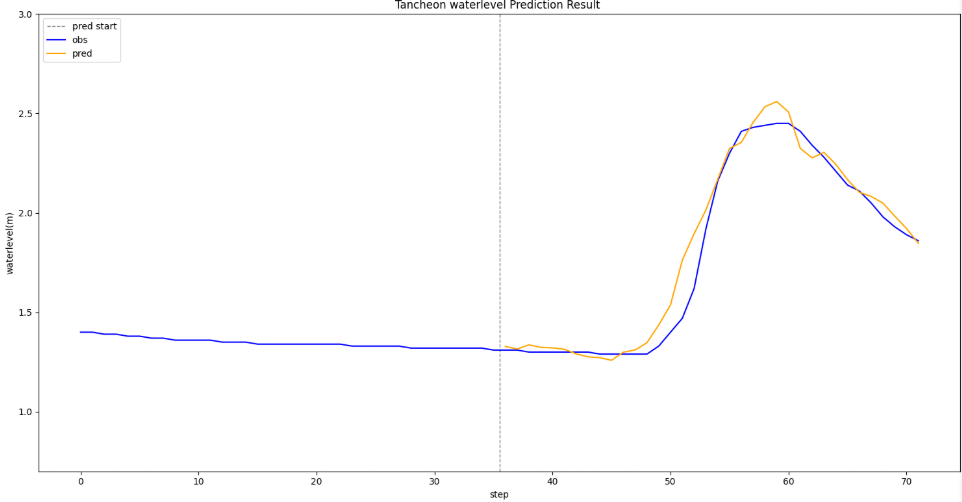 Tancheon waterlevel Prediction Result
3.0
pred start
obs
pred
2.5
2.0
waterlevel(m)
1.5
1.0
0 10 20 30 40 50 60 70
step